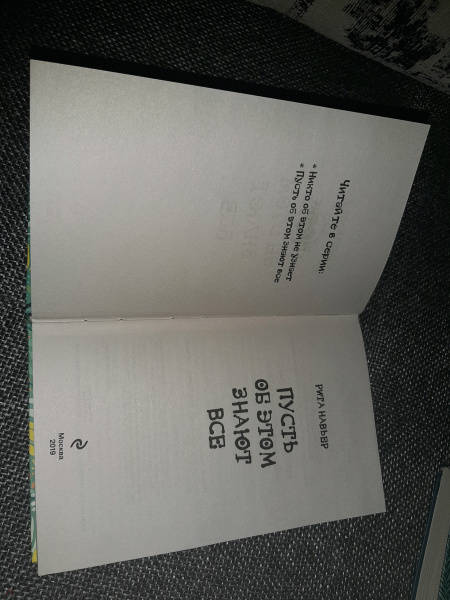 Читайте в серии:
* Никто об этом не узнает
* Пусть об этом знают все
РИТА НАВЬЕР
ПУСТЬ
ОБ ЭТОМ
ЗНАЮТ
ВСЕ
Москва
2019